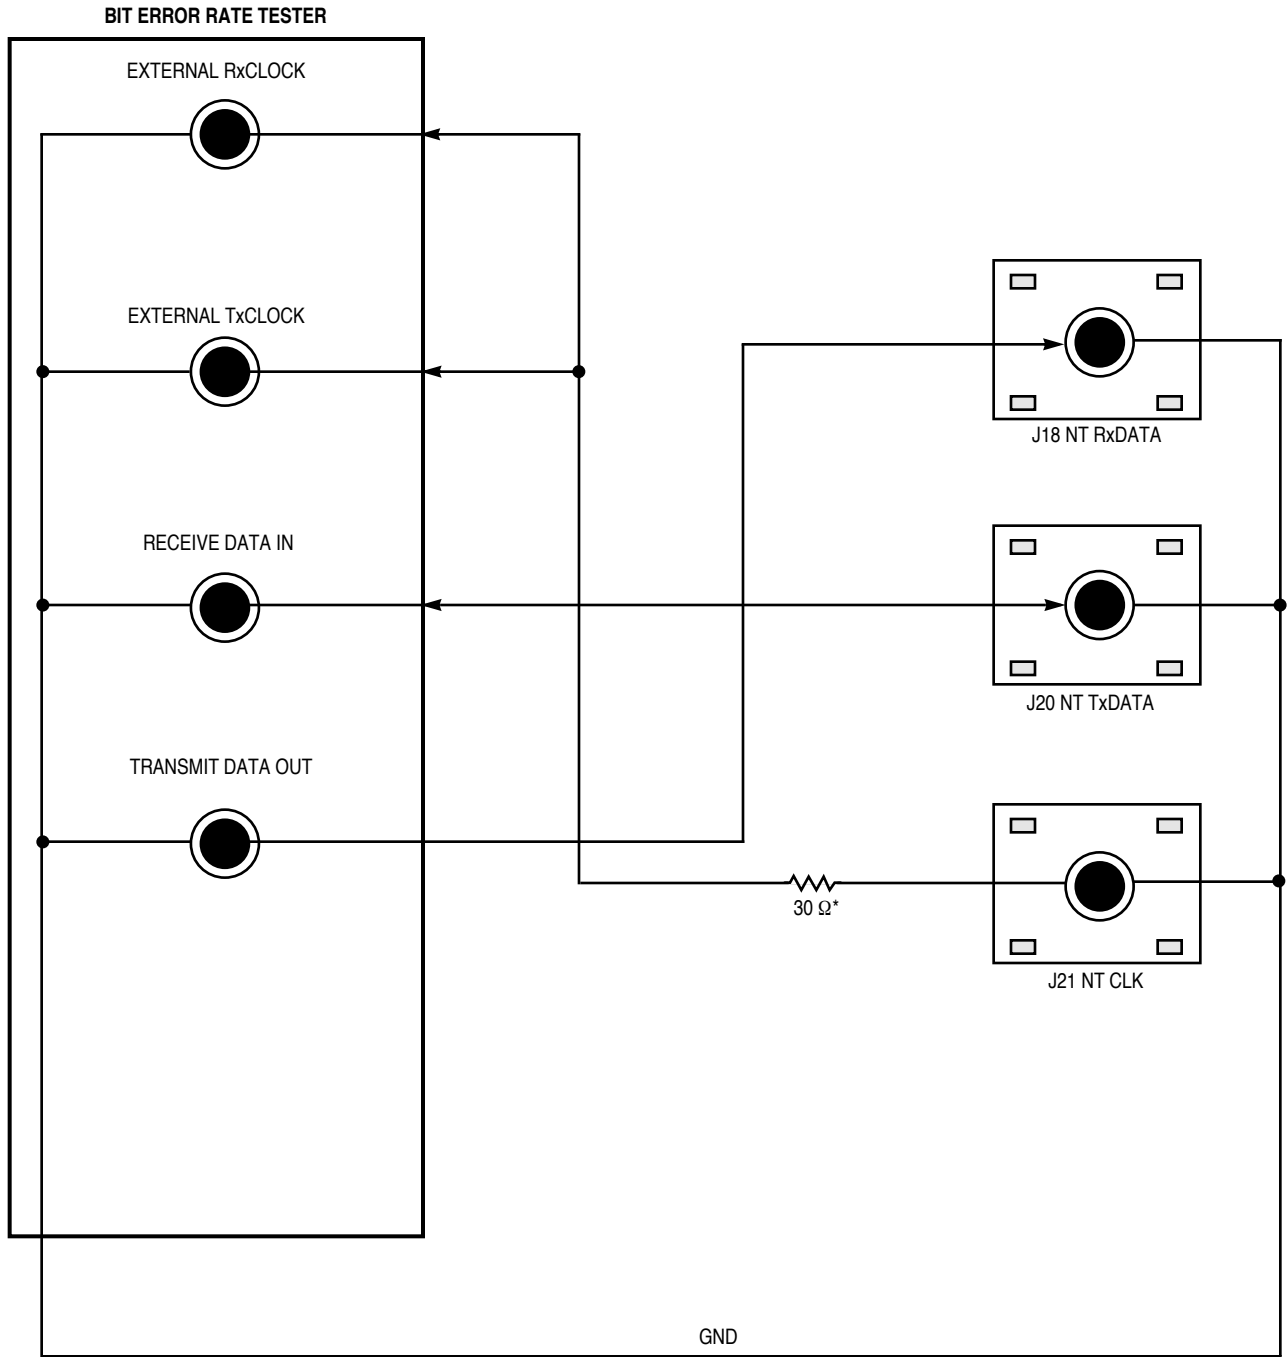 BIT ERROR RATE TESTER
EXTERNAL RxCLOCK
EXTERNAL TxCLOCK
J18 NT RxDATA
RECEIVE DATA IN
J20 NT TxDATA
TRANSMIT DATA OUT
30 Ω*
J21 NT CLK
GND